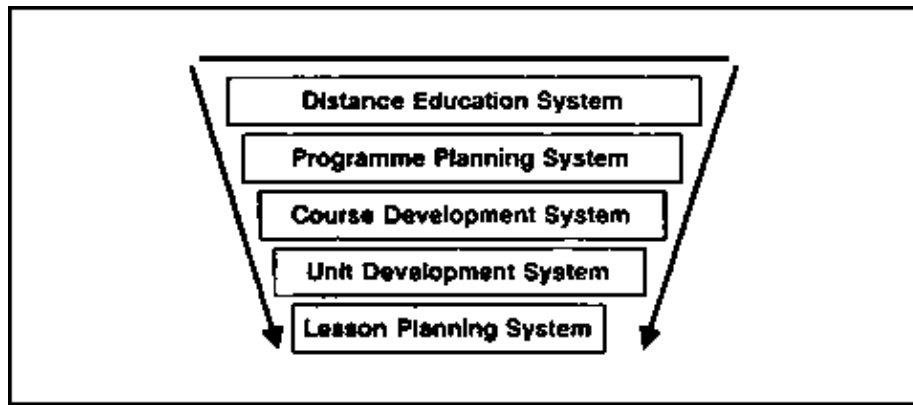 Distance Education System
Programme Planning System
Course Development System
Unit Development System
Lesson Planning System